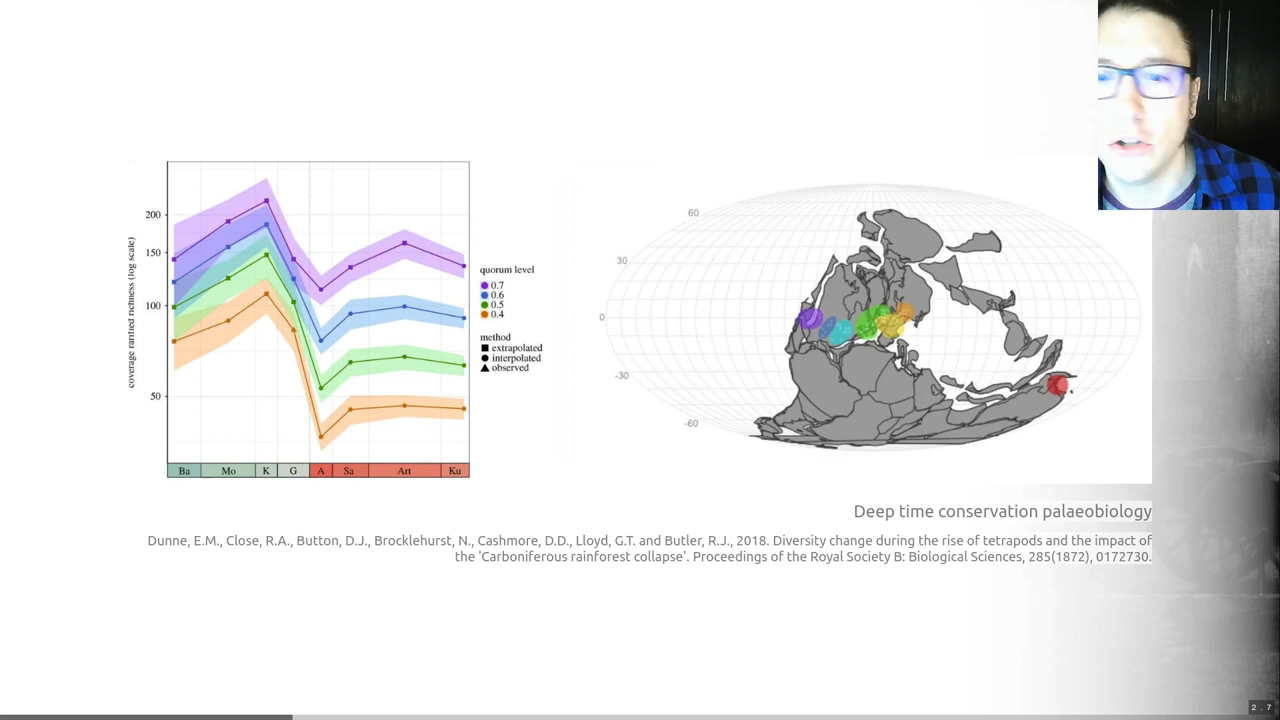 200
150
100
50
coverage rarified richness (log scale)
Ba Mo K G A Sa Art Ku
quorum level
0.7
0.6
0.5
0.4
method
extrapolated
interpolated
observed
60
30
0
-30
-60
Deep time conservation palaeobiology
Dunne, E.M., Close, R.A., Button, D.J., Brocklehurst, N., Cashmore, D.D., Lloyd, G.T. and Butler, R.J., 2018. Diversity change during the rise of tetrapods and the impact of
the 'Carboniferous rainforest collapse'. Proceedings of the Royal Society B: Biological Sciences, 285(1872), 0172730.
2.7